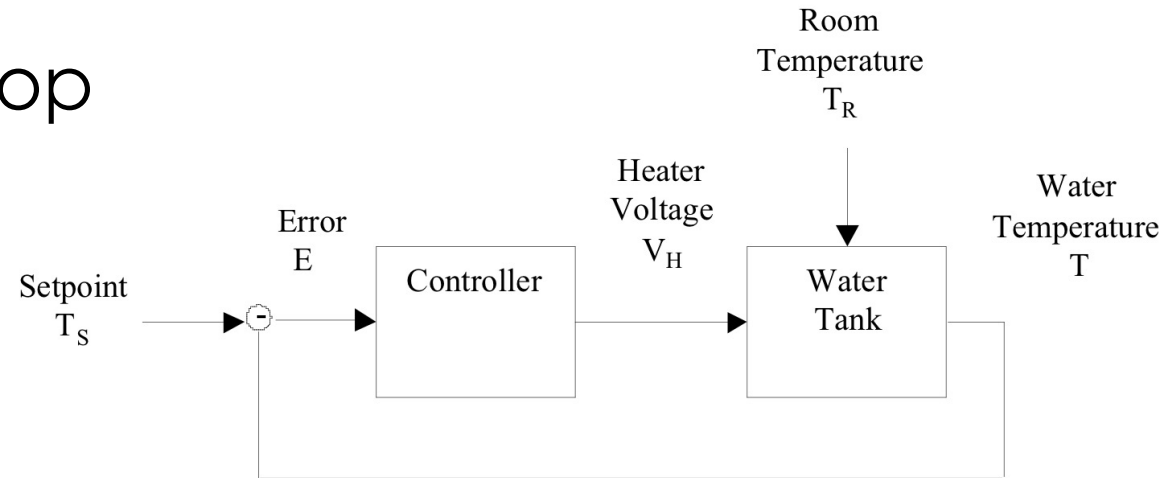 op
Room
Temperature
T_R
Heater
Voltage
V_H
Water
Temperature
T
Error
E
Setpoint
T_S
-
Controller
Water
Tank